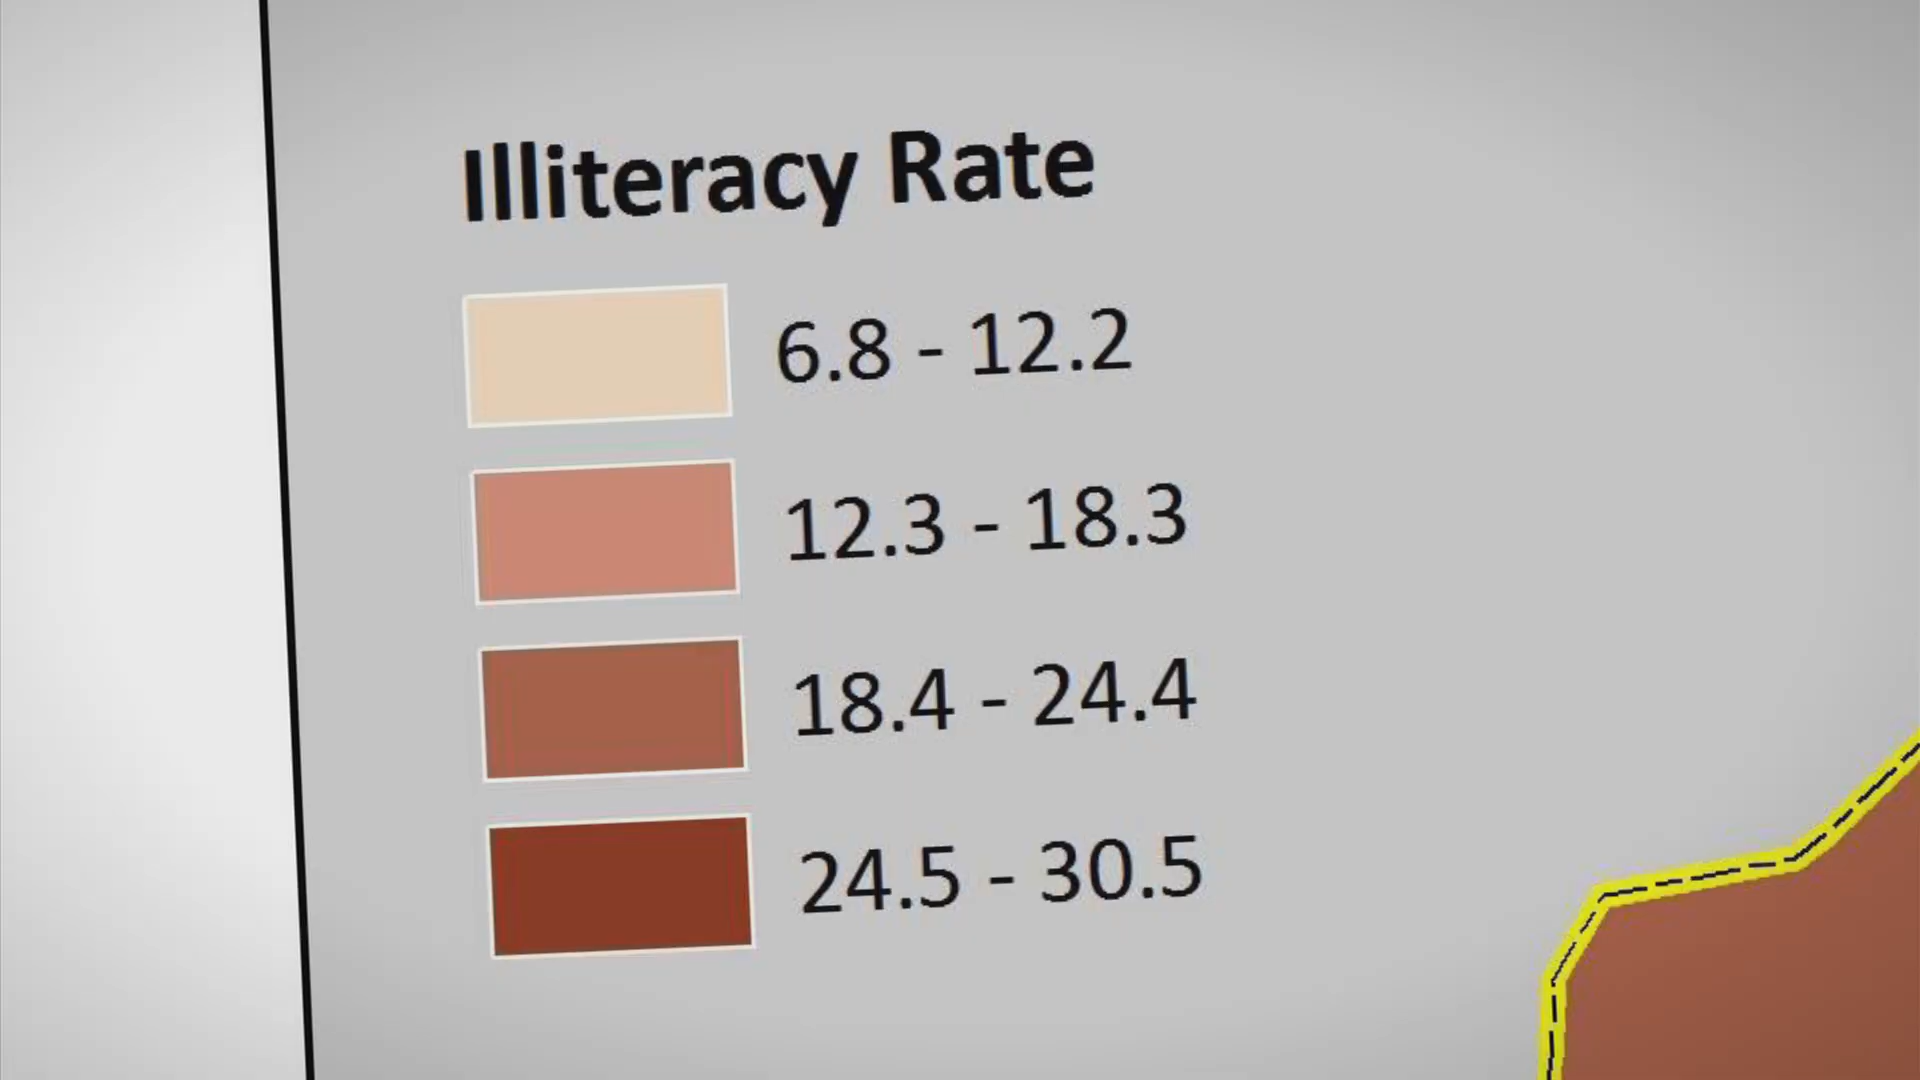 Illiteracy Rate
6.8 - 12.2
12.3 - 18.3
18.4 - 24.4
24.5 - 30.5